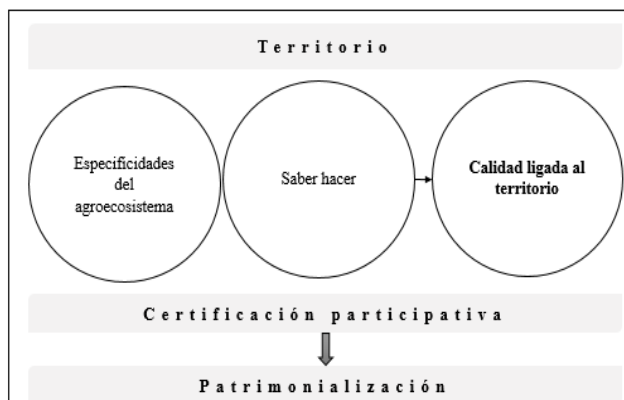 Territorio
Especificidades
del
agroecosistema
Saber hacer
Calidad ligada al
territorio
Certificación participativa
Patrimonialización